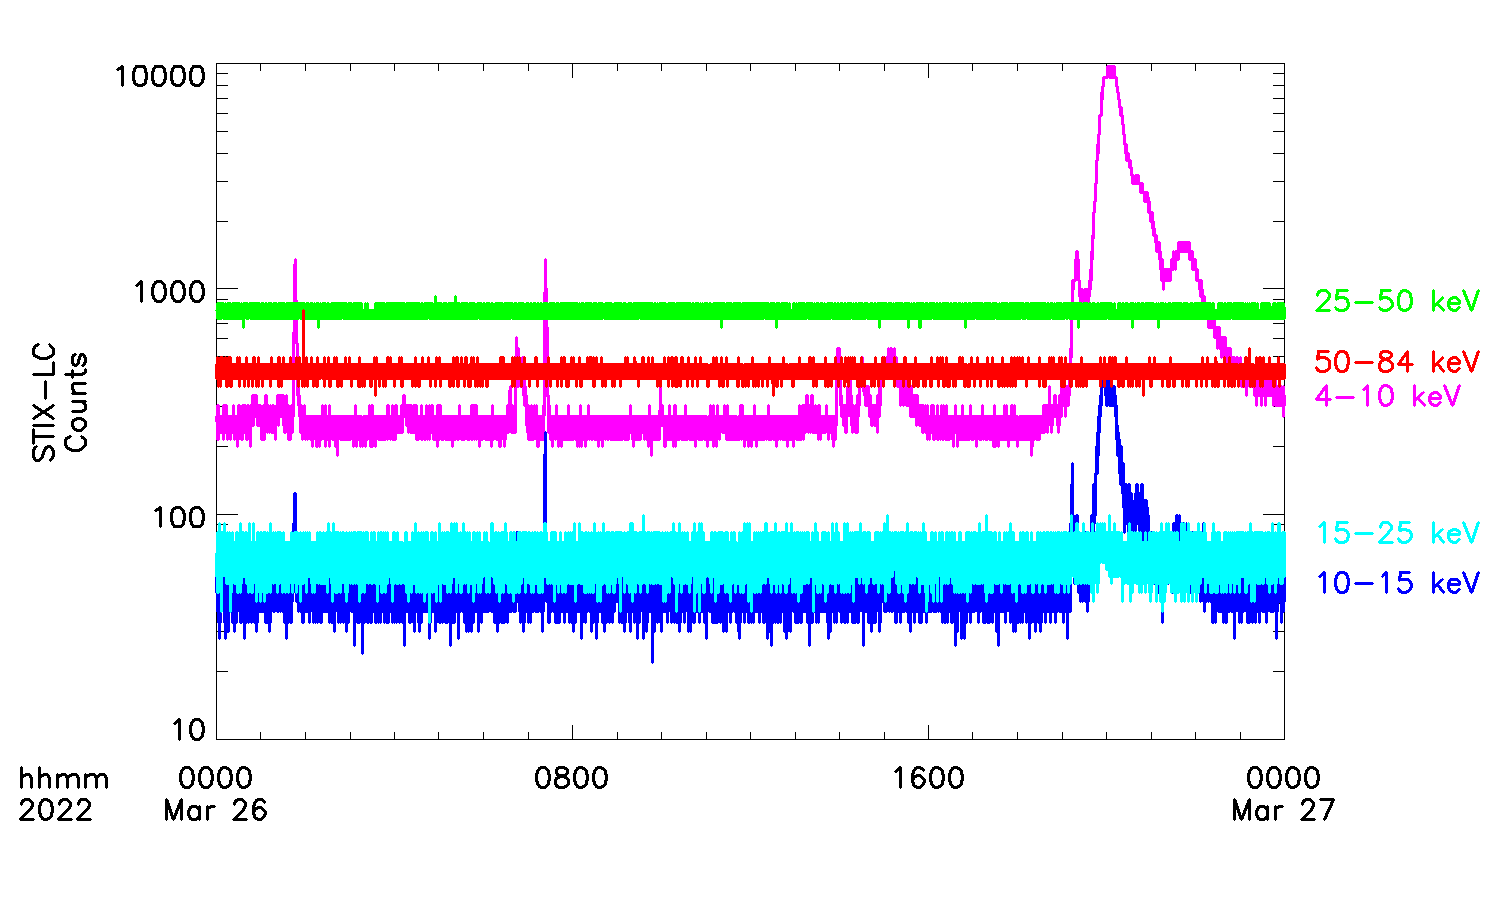 10000
1000
100
10
STIX-LC
Counts
25-50 keV
50-84 keV
4-10 keV
15-25 keV
10-15 keV
hhmm 0000 0800 1600 0000
2022 Mar 26 Mar 27